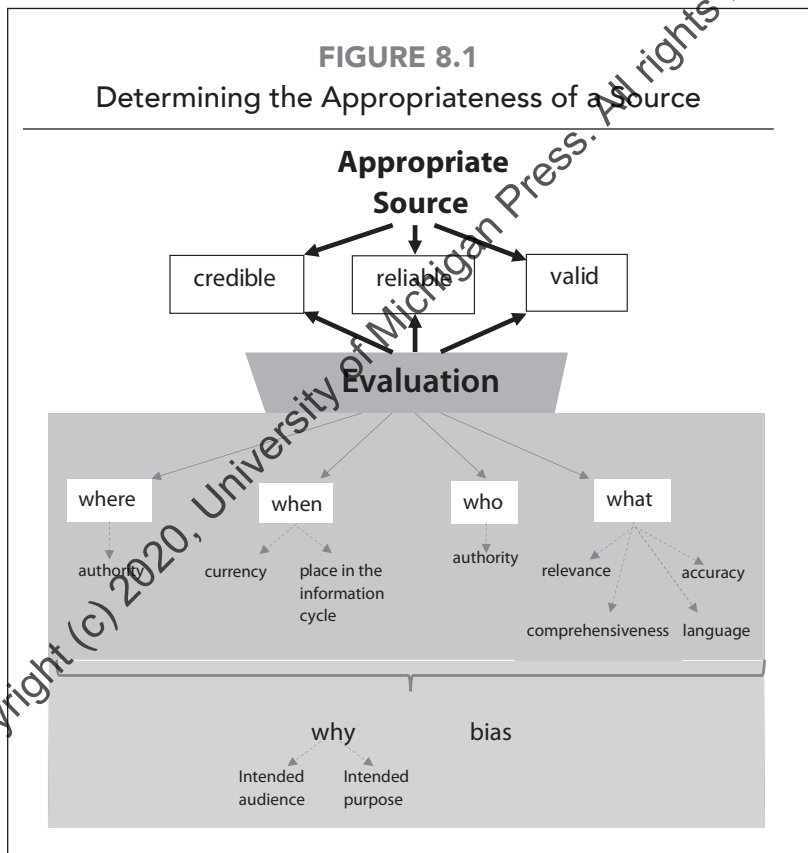 FIGURE 8.1
Determining the Appropriateness of a Source
Appropriate
Source
credible
reliable
valid
Evaluation
where
when
who
what
authority
currency
place in the
information
cycle
authority
relevance
accuracy
comprehensiveness
language
why
bias
Intended
audience
Intended
purpose
yright (c) 2020, University of Michigan Press. All rights